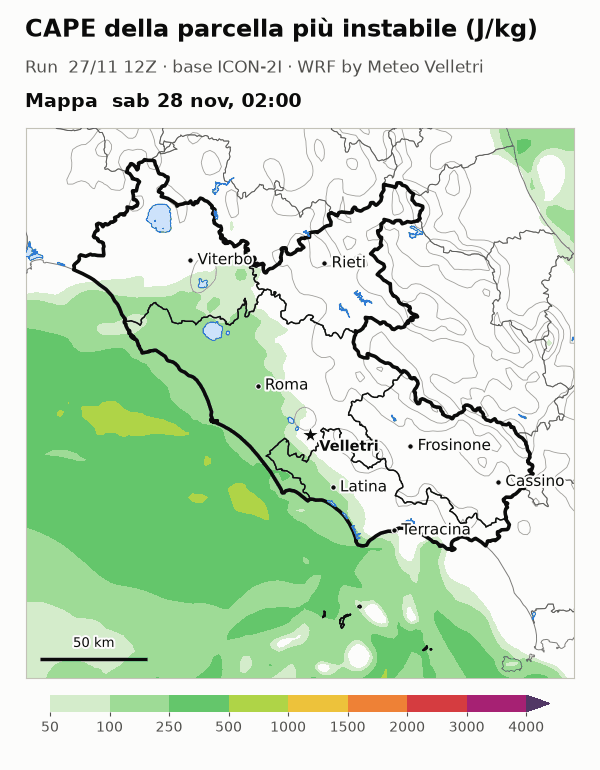 CAPE della parcella più instabile (J/kg)
Run  27/11 12Z · base ICON-2I · WRF by Meteo Velletri
Mappa  sab 28 nov, 02:00
Viterbo
Rieti
Roma
Velletri
Frosinone
Cassino
Latina
Terracina
50 km
50 100 250 500 1000 1500 2000 3000 4000